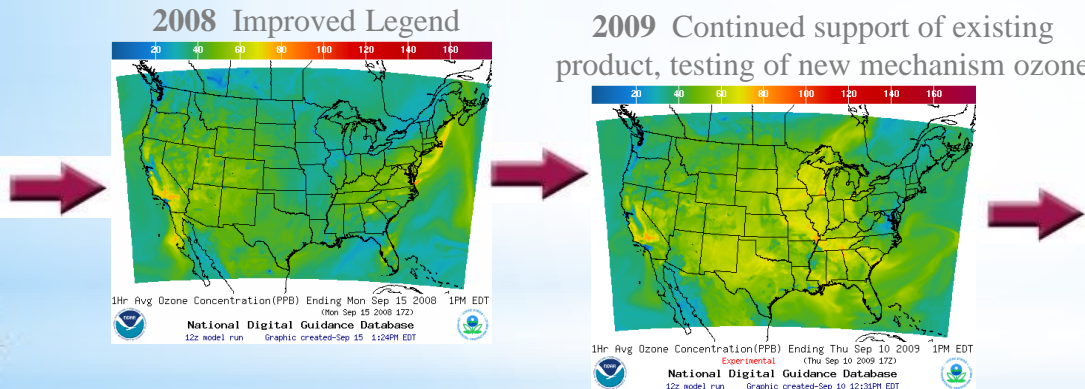 2008 Improved Legend
20 40 60 80 100 120 140 160
1Hr Avg Ozone Concentration(PPB) Ending Mon Sep 15 2008 1PM EDT
(Mon Sep 15 2008 17Z)
NOAA
National Digital Guidance Database
12z model run Graphic created-Sep 15 1:24PM EDT
2009 Continued support of existing
product, testing of new mechanism ozone
20 40 60 80 100 120 140 160
1Hr Avg Ozone Concentration(PPB) Ending Thu Sep 10 2009 1PM EDT
Experimental (Thu Sep 10 2009 17Z)
NOAA
National Digital Guidance Database
12z model run Graphic created-Sep 10 12:31PM EDT